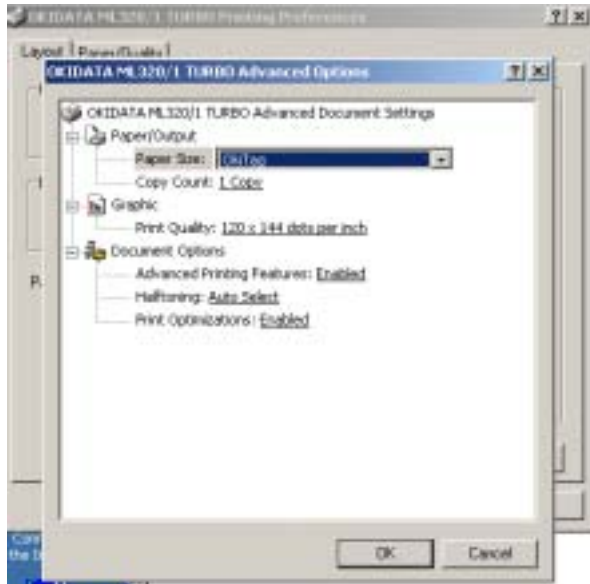 OKIDATA ML320/1 TURBO Printing Preferences
Layout Paper/Quality
OKIDATA ML320/1 TURBO Advanced Options
OKIDATA ML320/1 TURBO Advanced Document Settings
Paper/Output
Paper Size: OkiTag
Copy Count: 1 Copy
Graphic
Print Quality: 120 x 144 dots per inch
Document Options
Advanced Printing Features: Enabled
Halftoning: Auto Select
Print Optimizations: Enabled
OK Cancel